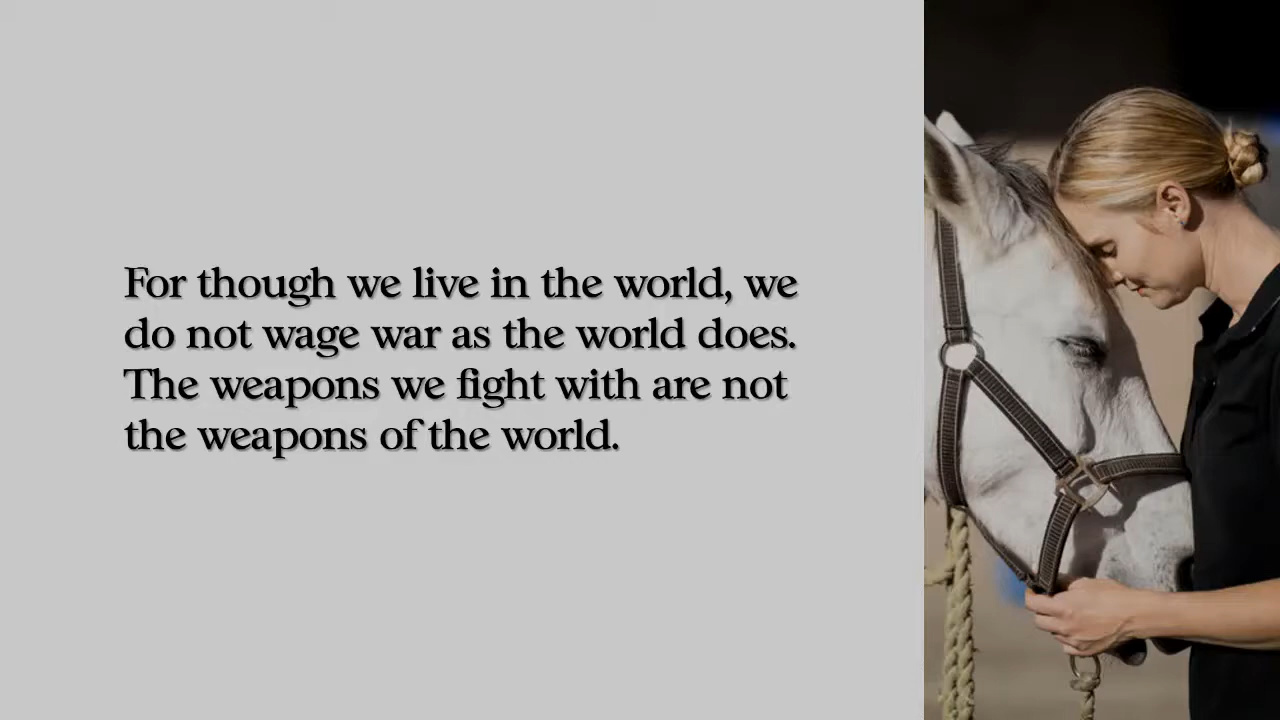 For though we live in the world, we
do not wage war as the world does.
The weapons we fight with are not
the weapons of the world.